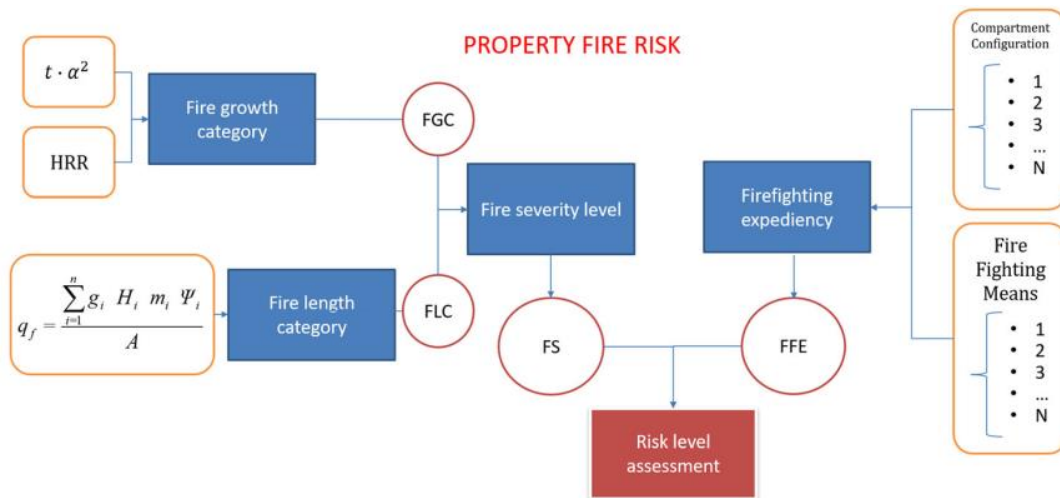 PROPERTY FIRE RISK
t · α²
HRR
Fire growth
category
FGC
q_f = \frac{\sum_{i=1}^{n} g_i H_i m_i Ψ_i}{A}
Fire length
category
FLC
Fire severity level
FS
Firefighting
expediency
FFE
Risk level
assessment
Compartment
Configuration
• 1
• 2
• 3
• ...
• N
Fire
Fighting
Means
• 1
• 2
• 3
• ...
• N